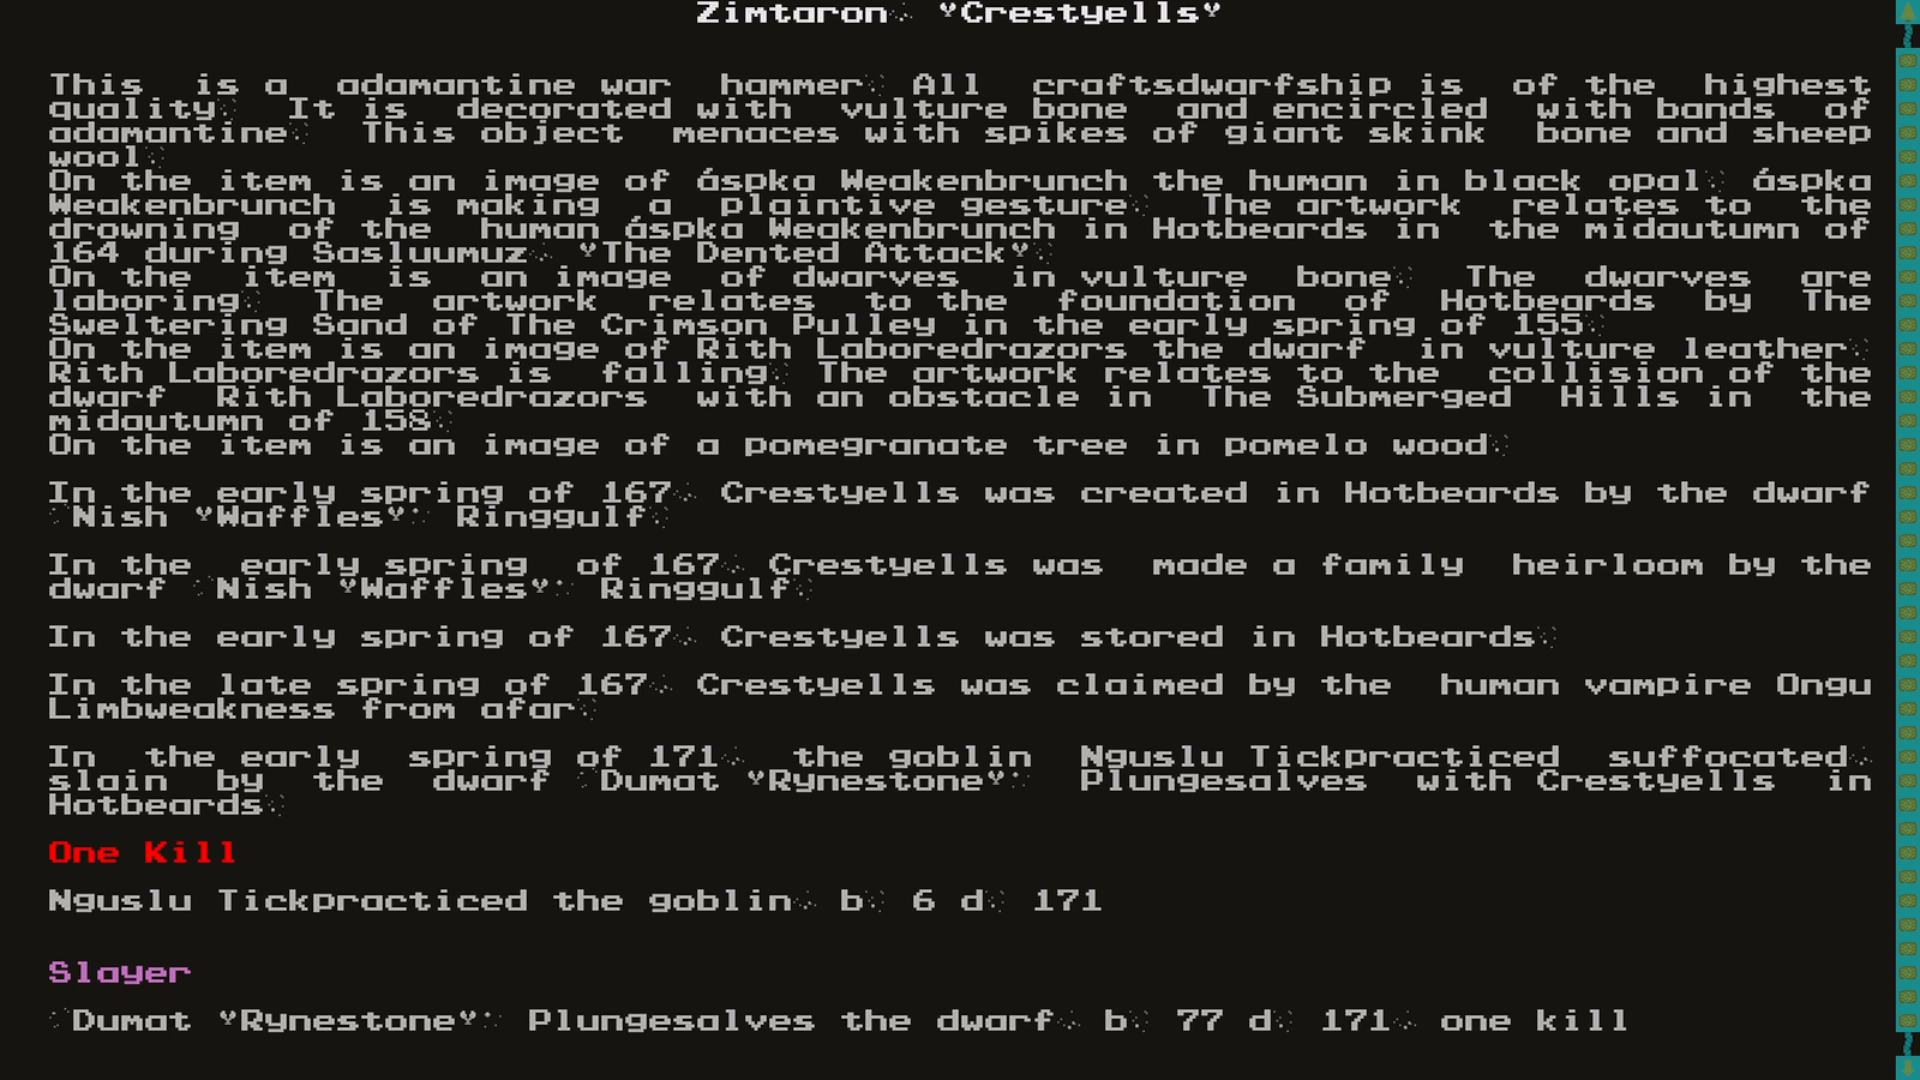 Zimtaron, "Crestyells"
This is a adamantine war hammer. All craftsdwarfship is of the highest
quality. It is decorated with vulture bone and encircled with bands of
adamantine. This object menaces with spikes of giant skink bone and sheep
wool.
On the item is an image of áspka Weakenbrunch the human in black opal. áspka
Weakenbrunch is making a plaintive gesture. The artwork relates to the
drowning of the human áspka Weakenbrunch in Hotbeards in the midautumn of
164 during Sasluumuz, "The Dented Attack".
On the item is an image of dwarves in vulture bone. The dwarves are
laboring. The artwork relates to the foundation of Hotbeards by The
Sweltering Sand of The Crimson Pulley in the early spring of 155.
On the item is an image of Rith Laboredrazors the dwarf in vulture leather.
Rith Laboredrazors is falling. The artwork relates to the collision of the
dwarf Rith Laboredrazors with an obstacle in The Submerged Hills in the
midautumn of 158.
On the item is an image of a pomegranate tree in pomelo wood.
In the early spring of 167, Crestyells was created in Hotbeards by the dwarf
`Nish "Waffles"' Ringgulf.
In the early spring of 167, Crestyells was made a family heirloom by the
dwarf `Nish "Waffles"' Ringgulf.
In the early spring of 167, Crestyells was stored in Hotbeards.
In the late spring of 167, Crestyells was claimed by the human vampire Ongu
Limbweakness from afar.
In the early spring of 171, the goblin Nguslu Tickpracticed suffocated,
slain by the dwarf `Dumat "Rynestone"' Plungesalves with Crestyells in
Hotbeards.
One Kill
Nguslu Tickpracticed the goblin, b. 6 d. 171
Slayer
`Dumat "Rynestone"' Plungesalves the dwarf, b. 77 d. 171, one kill